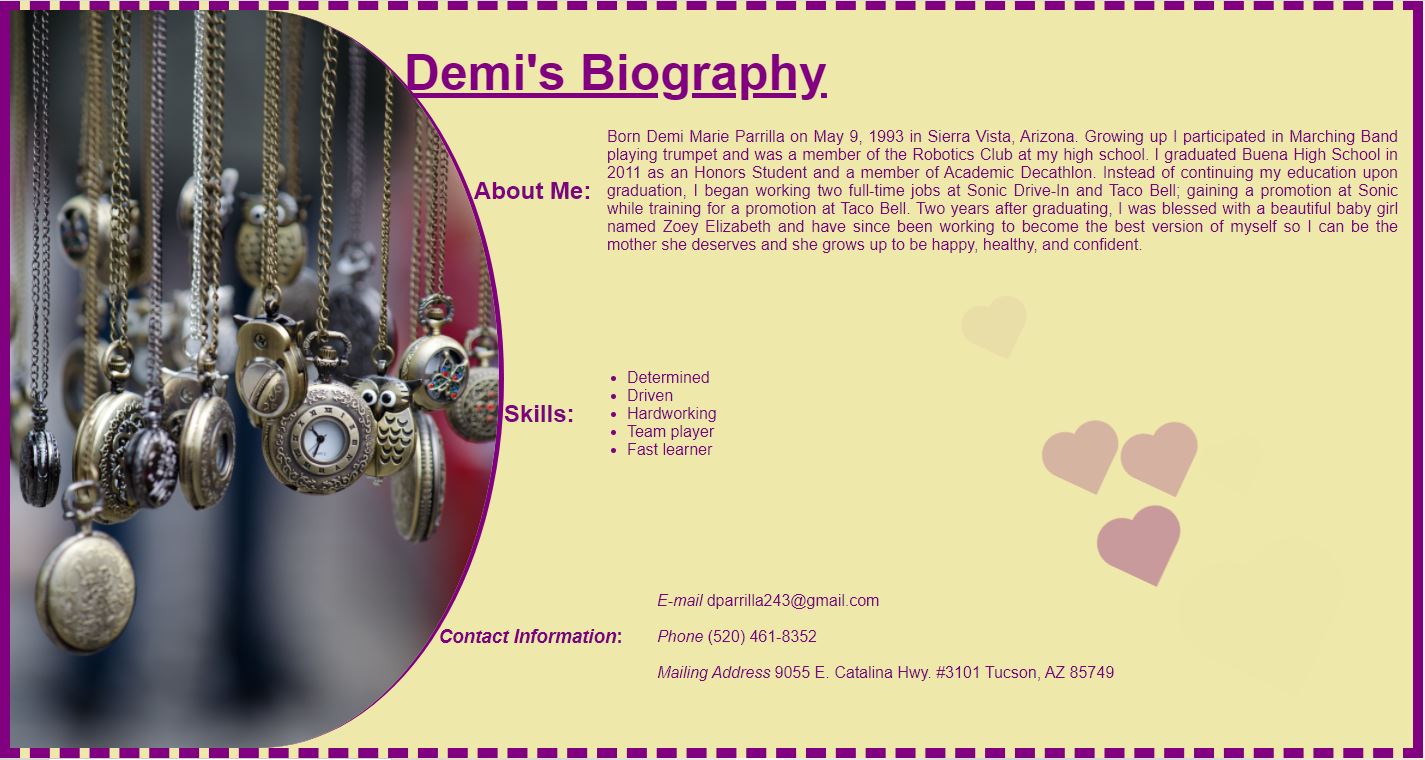 Demi's Biography
Born Demi Marie Parrilla on May 9, 1993 in Sierra Vista, Arizona. Growing up I participated in Marching Band
playing trumpet and was a member of the Robotics Club at my high school. I graduated Buena High School in
2011 as an Honors Student and a member of Academic Decathlon. Instead of continuing my education upon
About Me:
graduation, I began working two full-time jobs at Sonic Drive-In and Taco Bell; gaining a promotion at Sonic
while training for a promotion at Taco Bell. Two years after graduating, I was blessed with a beautiful baby girl
named Zoey Elizabeth and have since been working to become the best version of myself so I can be the
mother she deserves and she grows up to be happy, healthy, and confident.
Skills:
• Determined
• Driven
• Hardworking
• Team player
• Fast learner
Contact Information:
E-mail dparrilla243@gmail.com
Phone (520) 461-8352
Mailing Address 9055 E. Catalina Hwy. #3101 Tucson, AZ 85749